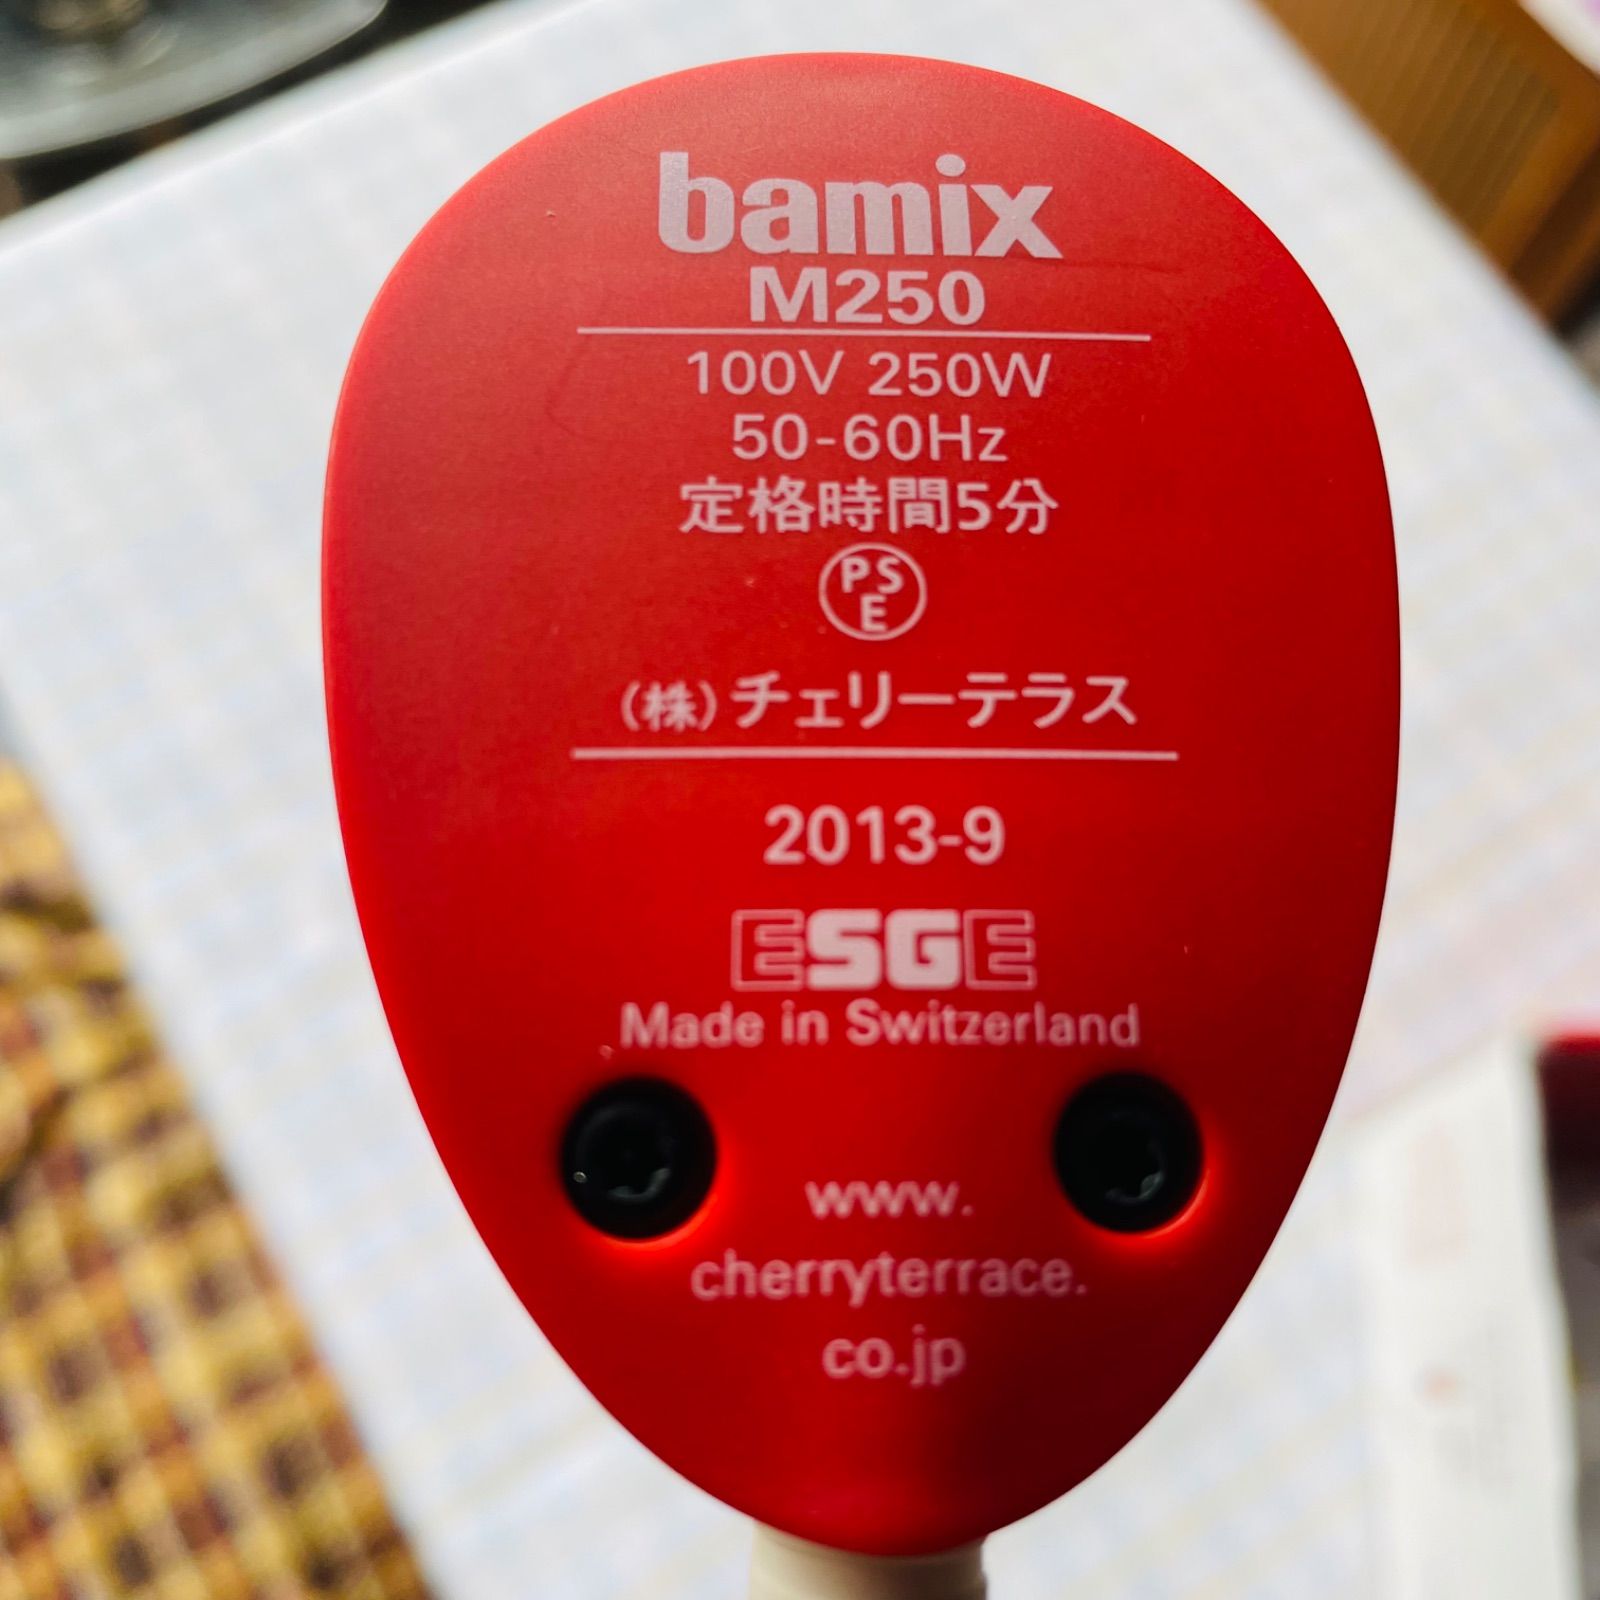 bamix
M250
100V 250W
50-60Hz
定格時間5分
PS
E
(株)チェリーテラス
2013-9
ESGE
Made in Switzerland
www.
cherryterrace.
co.jp